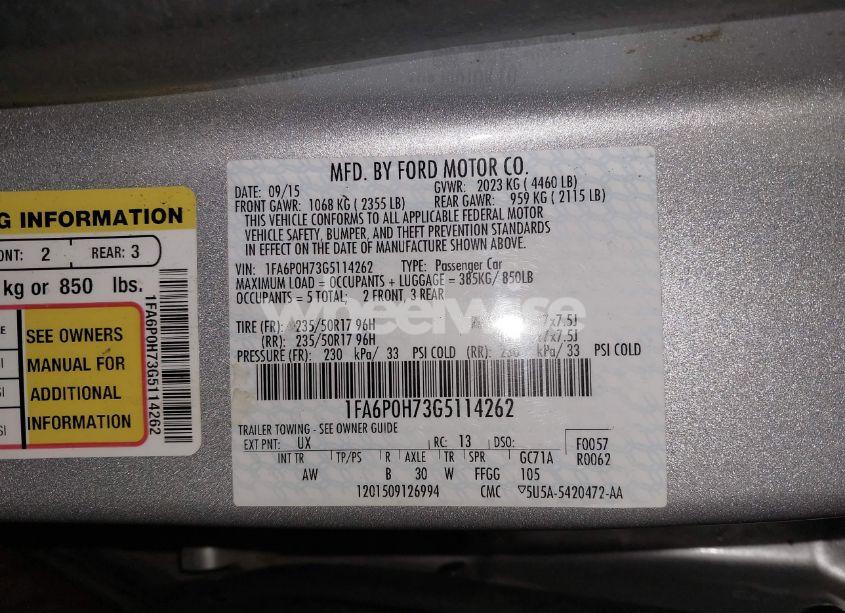 G INFORMATION
ONT: 2 REAR: 3
kg or 850 lbs.
SEE OWNERS
MANUAL FOR
ADDITIONAL
INFORMATION
1FA6P0H73G5114262
MFD. BY FORD MOTOR CO.
DATE: 09/15 GVWR: 2023 KG ( 4460 LB)
FRONT GAWR: 1068 KG ( 2355 LB) REAR GAWR: 959 KG ( 2115 LB)
THIS VEHICLE CONFORMS TO ALL APPLICABLE FEDERAL MOTOR
VEHICLE SAFETY, BUMPER, AND THEFT PREVENTION STANDARDS
IN EFFECT ON THE DATE OF MANUFACTURE SHOWN ABOVE.
VIN: 1FA6P0H73G5114262 TYPE: Passenger Car
MAXIMUM LOAD = OCCUPANTS + LUGGAGE = 385KG/ 850LB
OCCUPANTS = 5 TOTAL; 2 FRONT, 3 REAR
wheelwise
TIRE (FR): 235/50R17 96H x7.5J
(RR): 235/50R17 96H x7.5J
PRESSURE (FR): 230 kPa/ 33 PSI COLD (RR): 230 kPa/ 33 PSI COLD
1FA6P0H73G5114262
TRAILER TOWING - SEE OWNER GUIDE
EXT PNT: UX RC: 13 DSO: F0057
R0062
INT TR TP/PS R AXLE TR SPR GC71A
AW B 30 W FFGG 105
1201509126994 CMC 5U5A-5420472-AA